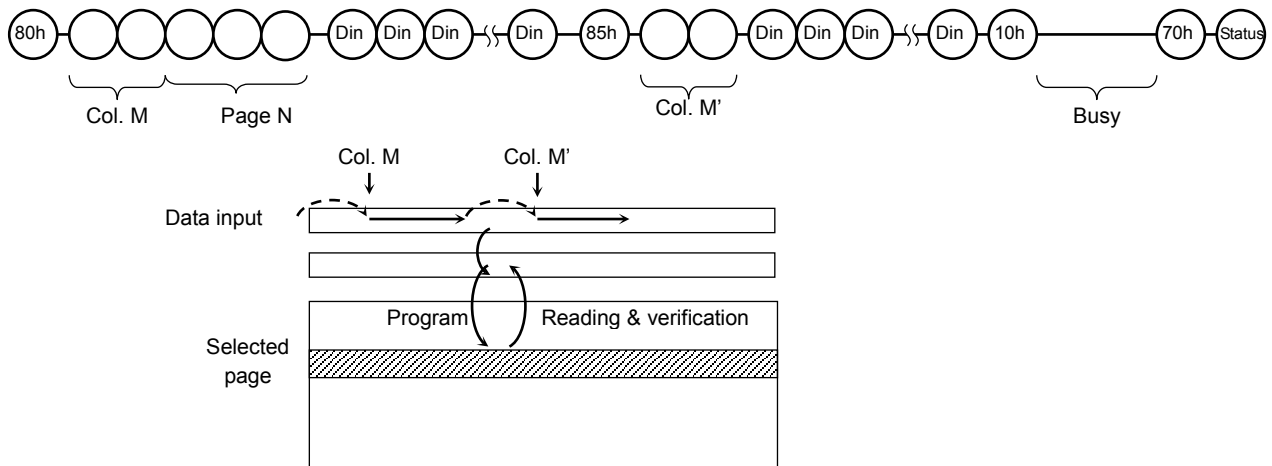 80h Din Din Din Din 85h Din Din Din Din 10h 70h Status
Col. M Page N Col. M’ Busy
Col. M Col. M’
Data input
Program Reading & verification
Selected
page